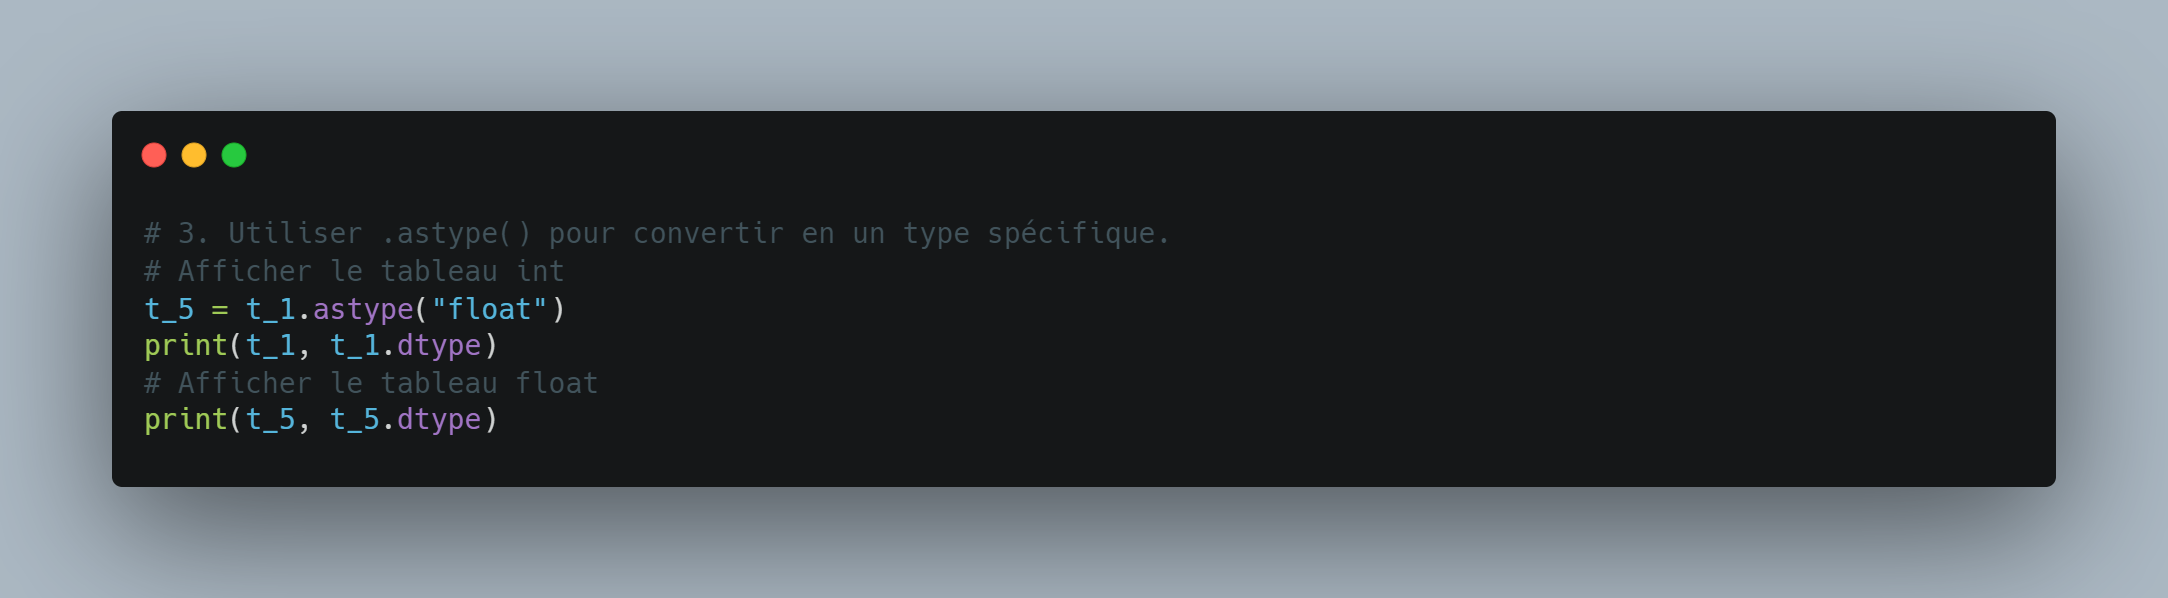 # 3. Utiliser .astype() pour convertir en un type spécifique.
# Afficher le tableau int
t_5 = t_1.astype("float")
print(t_1, t_1.dtype)
# Afficher le tableau float
print(t_5, t_5.dtype)